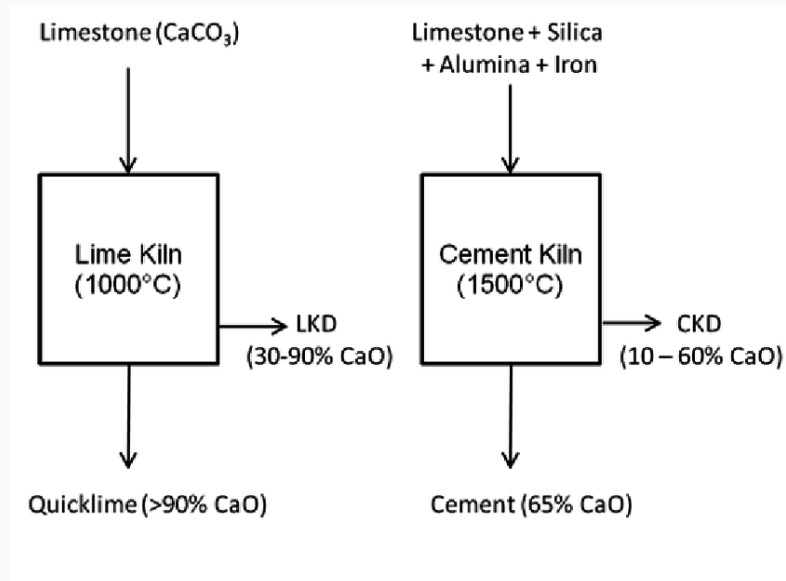 Limestone (CaCO₃)
Lime Kiln
(1000°C)
LKD
(30-90% CaO)
Quicklime (>90% CaO)
Limestone + Silica
+ Alumina + Iron
Cement Kiln
(1500°C)
CKD
(10 – 60% CaO)
Cement (65% CaO)